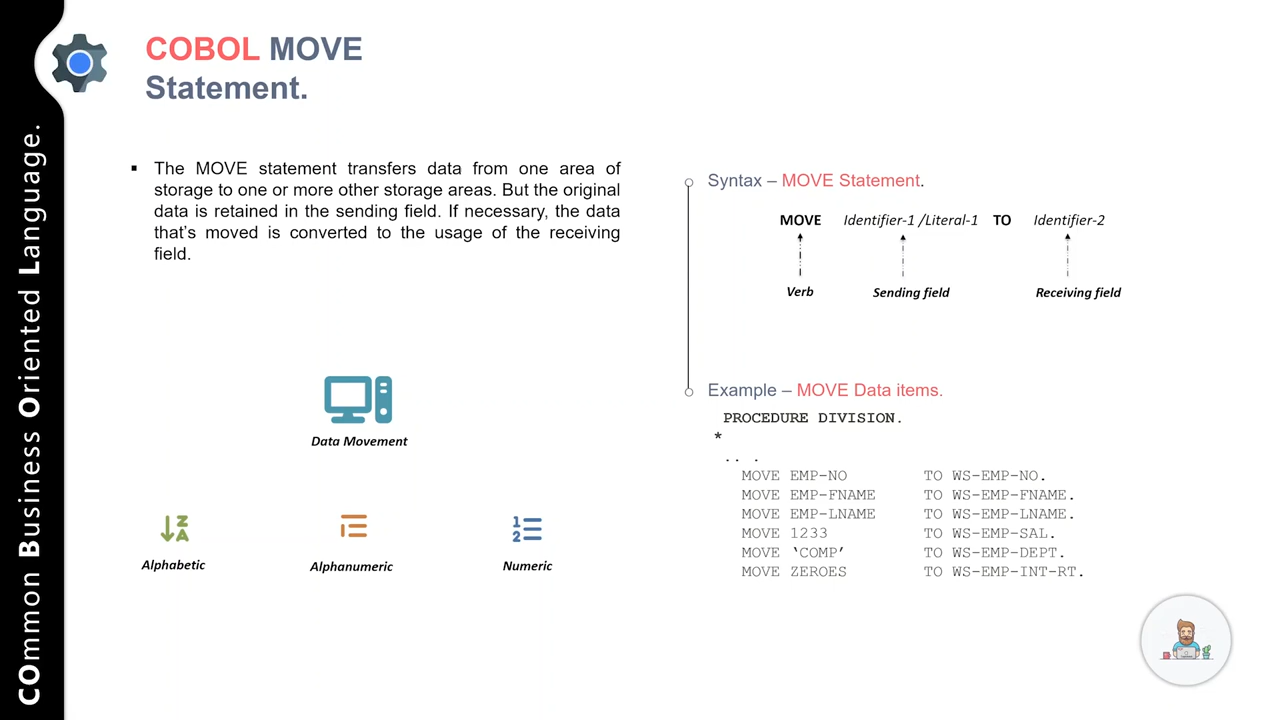 COmmon Business Oriented Language.
COBOL MOVE
Statement.
▪ The MOVE statement transfers data from one area of
storage to one or more other storage areas. But the original
data is retained in the sending field. If necessary, the data
that's moved is converted to the usage of the receiving
field.
Data Movement
Alphabetic
Alphanumeric
Numeric
Syntax – MOVE Statement.
MOVE Identifier-1 /Literal-1 TO Identifier-2
Verb Sending field Receiving field
Example – MOVE Data items.
PROCEDURE DIVISION.
*
.. .
MOVE EMP-NO TO WS-EMP-NO.
MOVE EMP-FNAME TO WS-EMP-FNAME.
MOVE EMP-LNAME TO WS-EMP-LNAME.
MOVE 1233 TO WS-EMP-SAL.
MOVE ‘COMP’ TO WS-EMP-DEPT.
MOVE ZEROES TO WS-EMP-INT-RT.